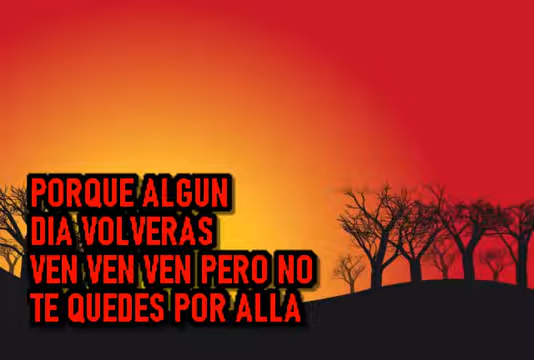 PORQUE ALGUN
DIA VOLVERAS
VEN VEN VEN PERO NO
TE QUEDES POR ALLA